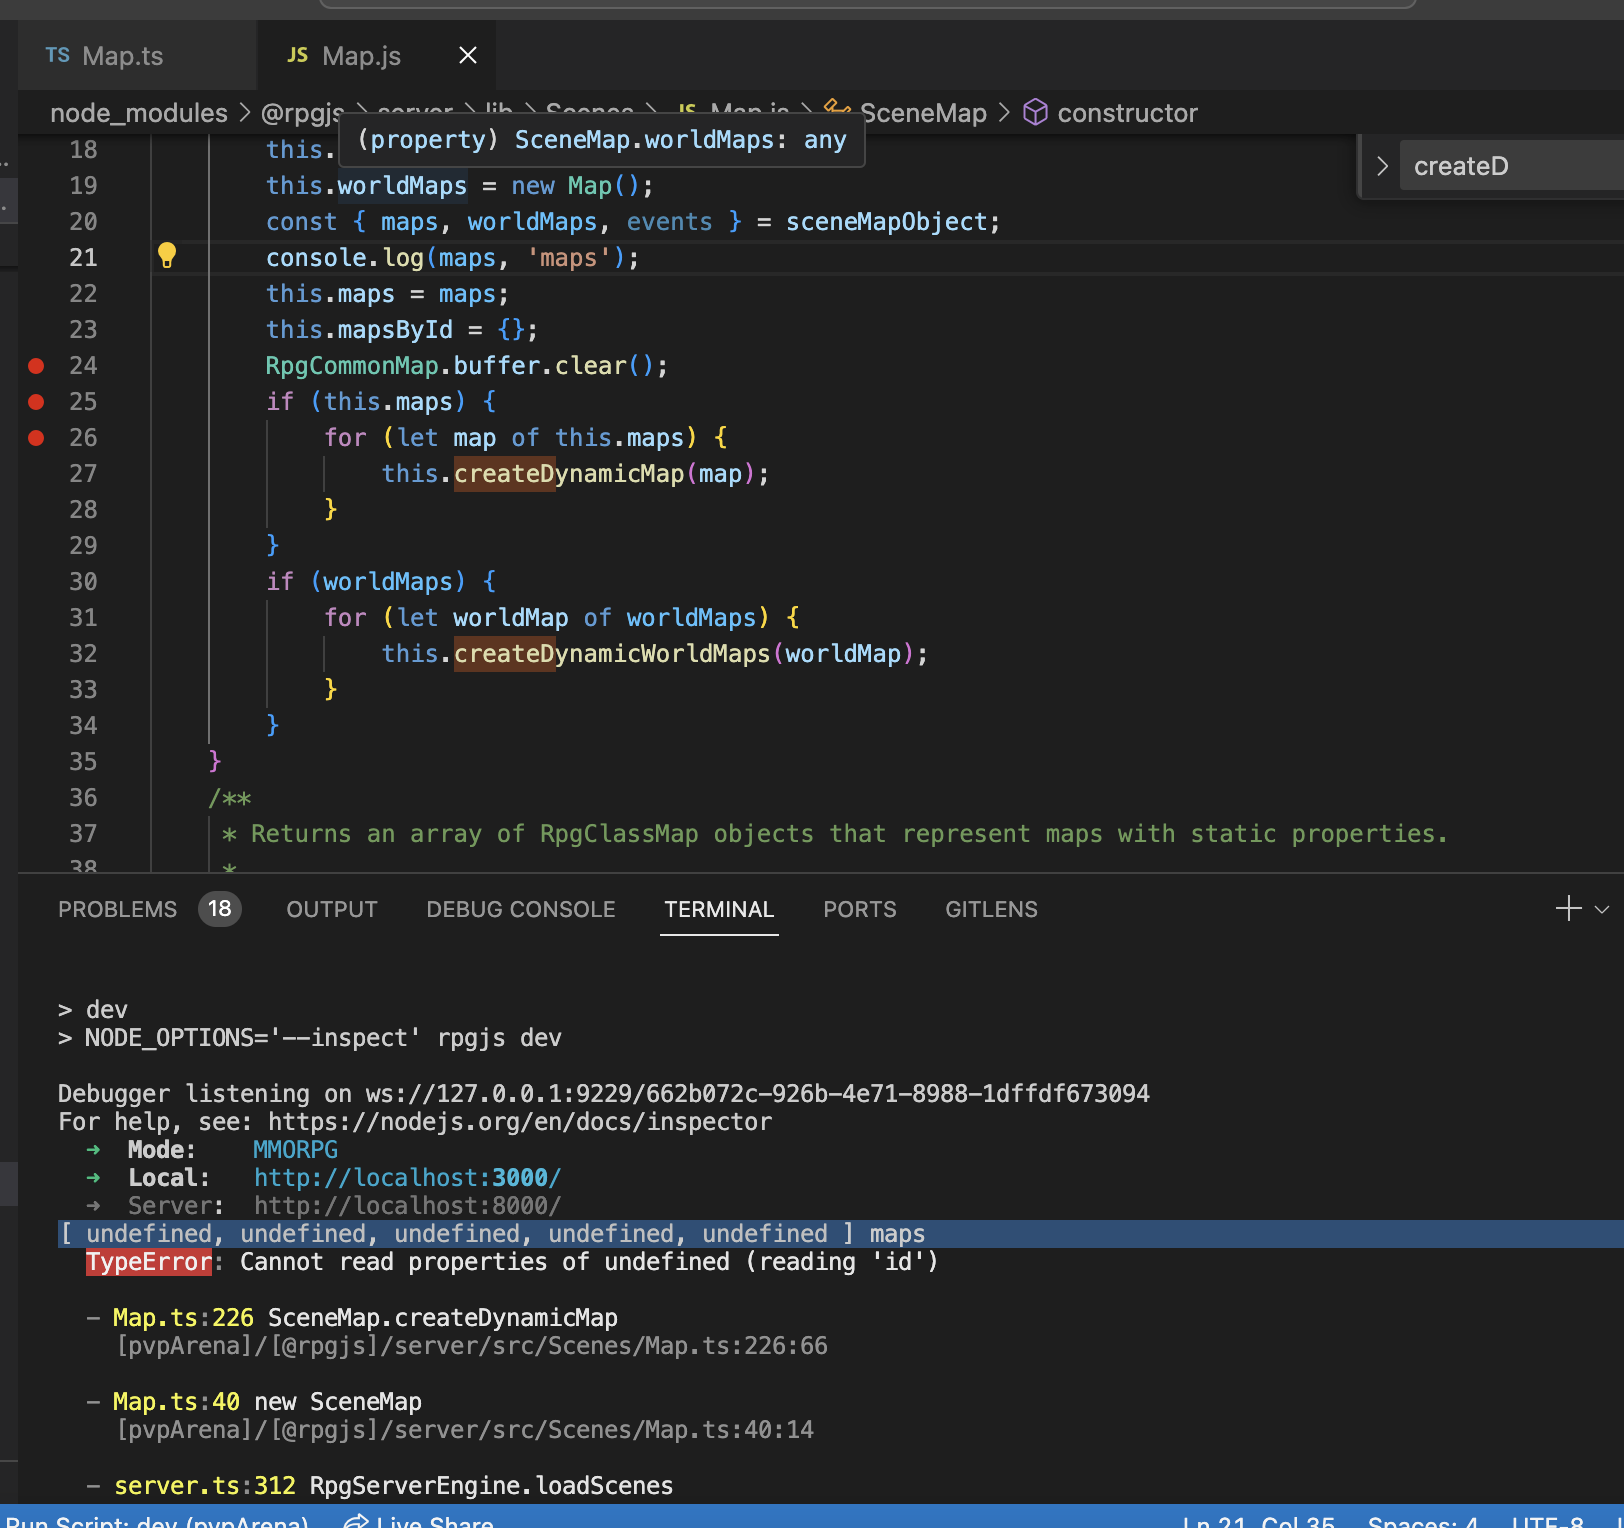 TS Map.ts
JS Map.js
node_modules > @rpgjs > server > lib > Scenes > JS Map.js > SceneMap > constructor
(property) SceneMap.worldMaps: any
createD
18 this.
19 this.worldMaps = new Map();
20 const { maps, worldMaps, events } = sceneMapObject;
21 console.log(maps, 'maps');
22 this.maps = maps;
23 this.mapsById = {};
24 RpgCommonMap.buffer.clear();
25 if (this.maps) {
26 for (let map of this.maps) {
27 this.createDynamicMap(map);
28 }
29 }
30 if (worldMaps) {
31 for (let worldMap of worldMaps) {
32 this.createDynamicWorldMaps(worldMap);
33 }
34 }
35 }
36 /**
37 * Returns an array of RpgClassMap objects that represent maps with static properties.
38 *
PROBLEMS 18 OUTPUT DEBUG CONSOLE TERMINAL PORTS GITLENS
> dev
> NODE_OPTIONS='--inspect' rpgjs dev
Debugger listening on ws://127.0.0.1:9229/662b072c-926b-4e71-8988-1dffdf673094
For help, see: https://nodejs.org/en/docs/inspector
➜ Mode: MMORPG
➜ Local: http://localhost:3000/
➜ Server: http://localhost:8000/
[ undefined, undefined, undefined, undefined, undefined ] maps
TypeError: Cannot read properties of undefined (reading 'id')
– Map.ts:226 SceneMap.createDynamicMap
[pvpArena]/[@rpgjs]/server/src/Scenes/Map.ts:226:66
– Map.ts:40 new SceneMap
[pvpArena]/[@rpgjs]/server/src/Scenes/Map.ts:40:14
– server.ts:312 RpgServerEngine.loadScenes
Run Script: dev (pvpArena) Live Share Ln 21, Col 35 Spaces: 4 UTF-8